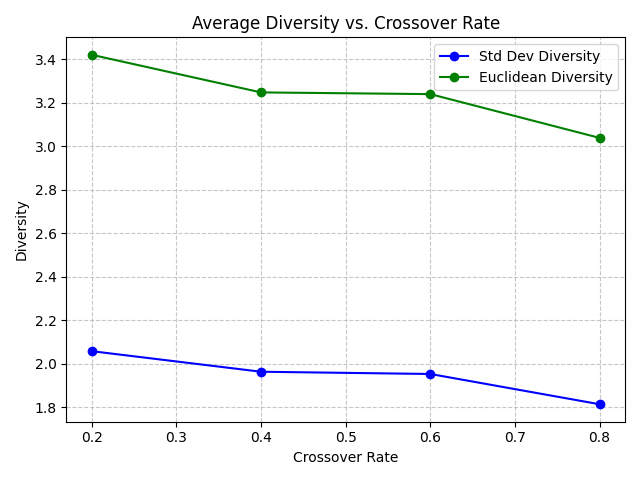 Average Diversity vs. Crossover Rate
Std Dev Diversity
Euclidean Diversity
Diversity
3.4
3.2
3.0
2.8
2.6
2.4
2.2
2.0
1.8
0.2 0.3 0.4 0.5 0.6 0.7 0.8
Crossover Rate